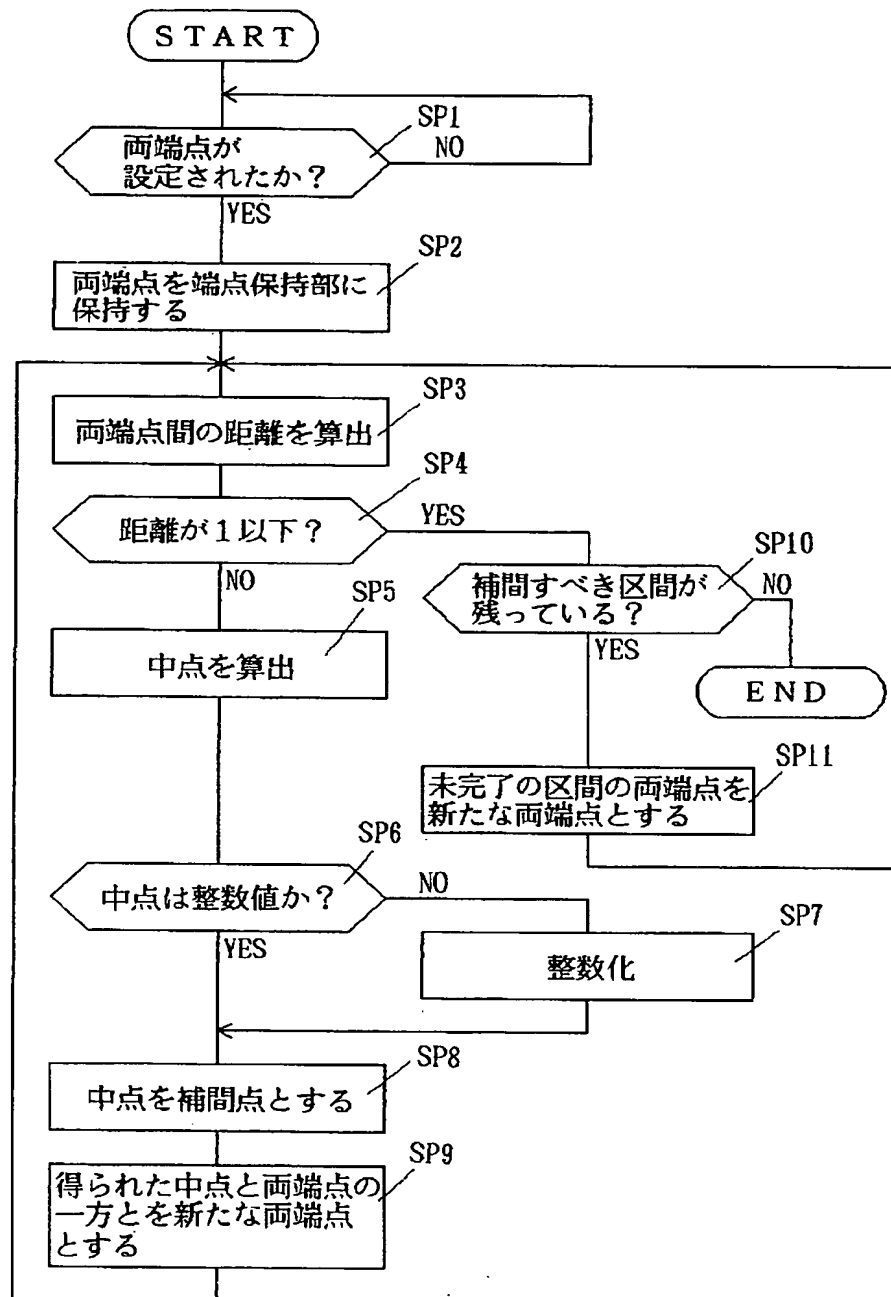 START
SP1
両端点が
設定されたか？
NO
YES
SP2
両端点を端点保持部に
保持する
SP3
両端点間の距離を算出
SP4
距離が１以下？
YES
NO
SP10
補間すべき区間が
残っている？
NO
YES
SP5
中点を算出
END
SP11
未完了の区間の両端点を
新たな両端点とする
SP6
中点は整数値か？
NO
YES
SP7
整数化
SP8
中点を補間点とする
SP9
得られた中点と両端点の
一方とを新たな両端点
とする